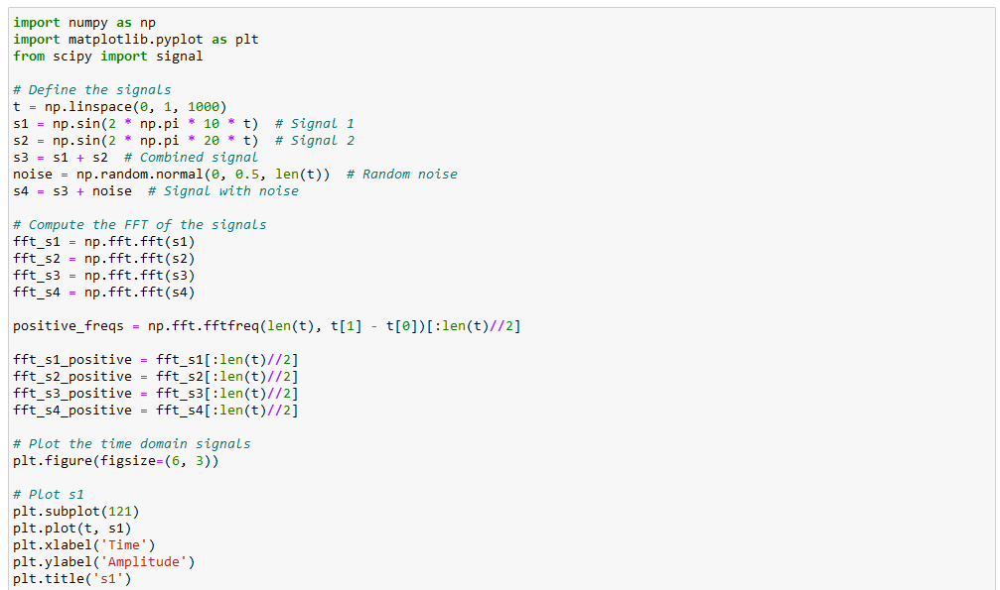 import numpy as np
import matplotlib.pyplot as plt
from scipy import signal

# Define the signals
t = np.linspace(0, 1, 1000)
s1 = np.sin(2 * np.pi * 10 * t)  # Signal 1
s2 = np.sin(2 * np.pi * 20 * t)  # Signal 2
s3 = s1 + s2  # Combined signal
noise = np.random.normal(0, 0.5, len(t))  # Random noise
s4 = s3 + noise  # Signal with noise

# Compute the FFT of the signals
fft_s1 = np.fft.fft(s1)
fft_s2 = np.fft.fft(s2)
fft_s3 = np.fft.fft(s3)
fft_s4 = np.fft.fft(s4)

positive_freqs = np.fft.fftfreq(len(t), t[1] - t[0])[:len(t)//2]

fft_s1_positive = fft_s1[:len(t)//2]
fft_s2_positive = fft_s2[:len(t)//2]
fft_s3_positive = fft_s3[:len(t)//2]
fft_s4_positive = fft_s4[:len(t)//2]

# Plot the time domain signals
plt.figure(figsize=(6, 3))

# Plot s1
plt.subplot(121)
plt.plot(t, s1)
plt.xlabel('Time')
plt.ylabel('Amplitude')
plt.title('s1')